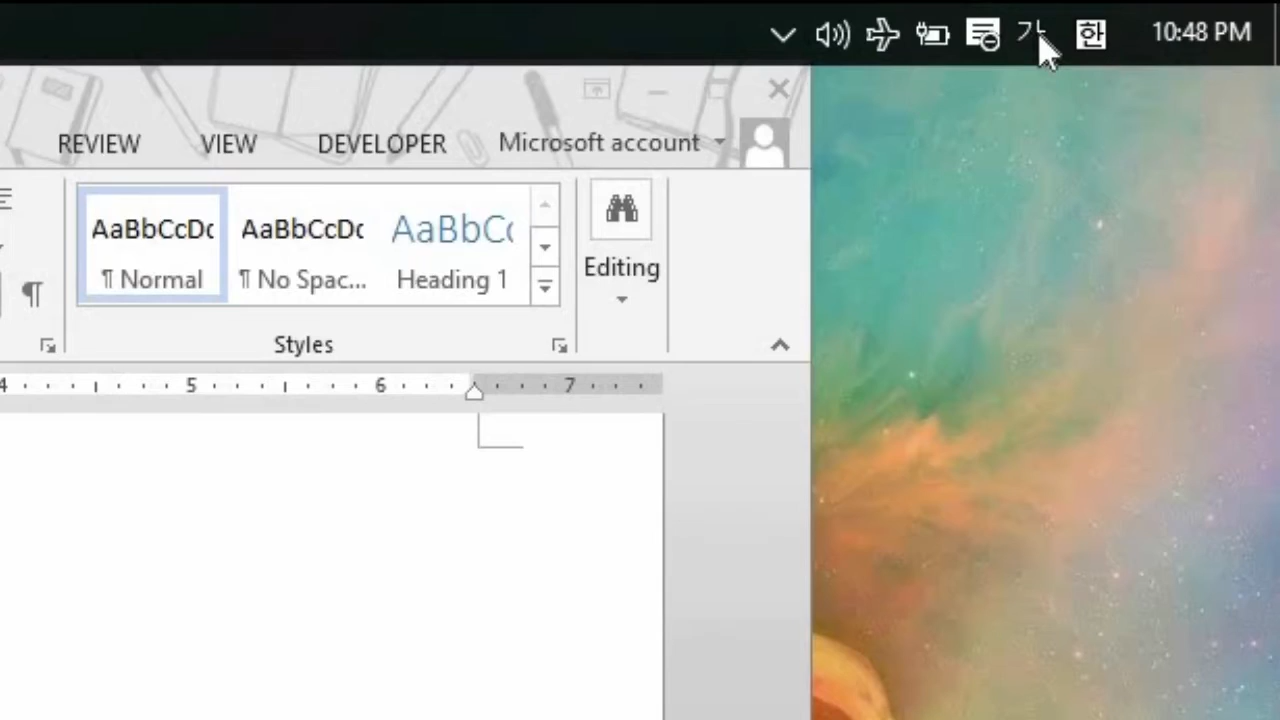 가 한 10:48 PM
REVIEW VIEW DEVELOPER Microsoft account
AaBbCcDc AaBbCcDc AaBbCc
¶ Normal ¶ No Spac... Heading 1
¶
Editing
Styles
4 5 6 7